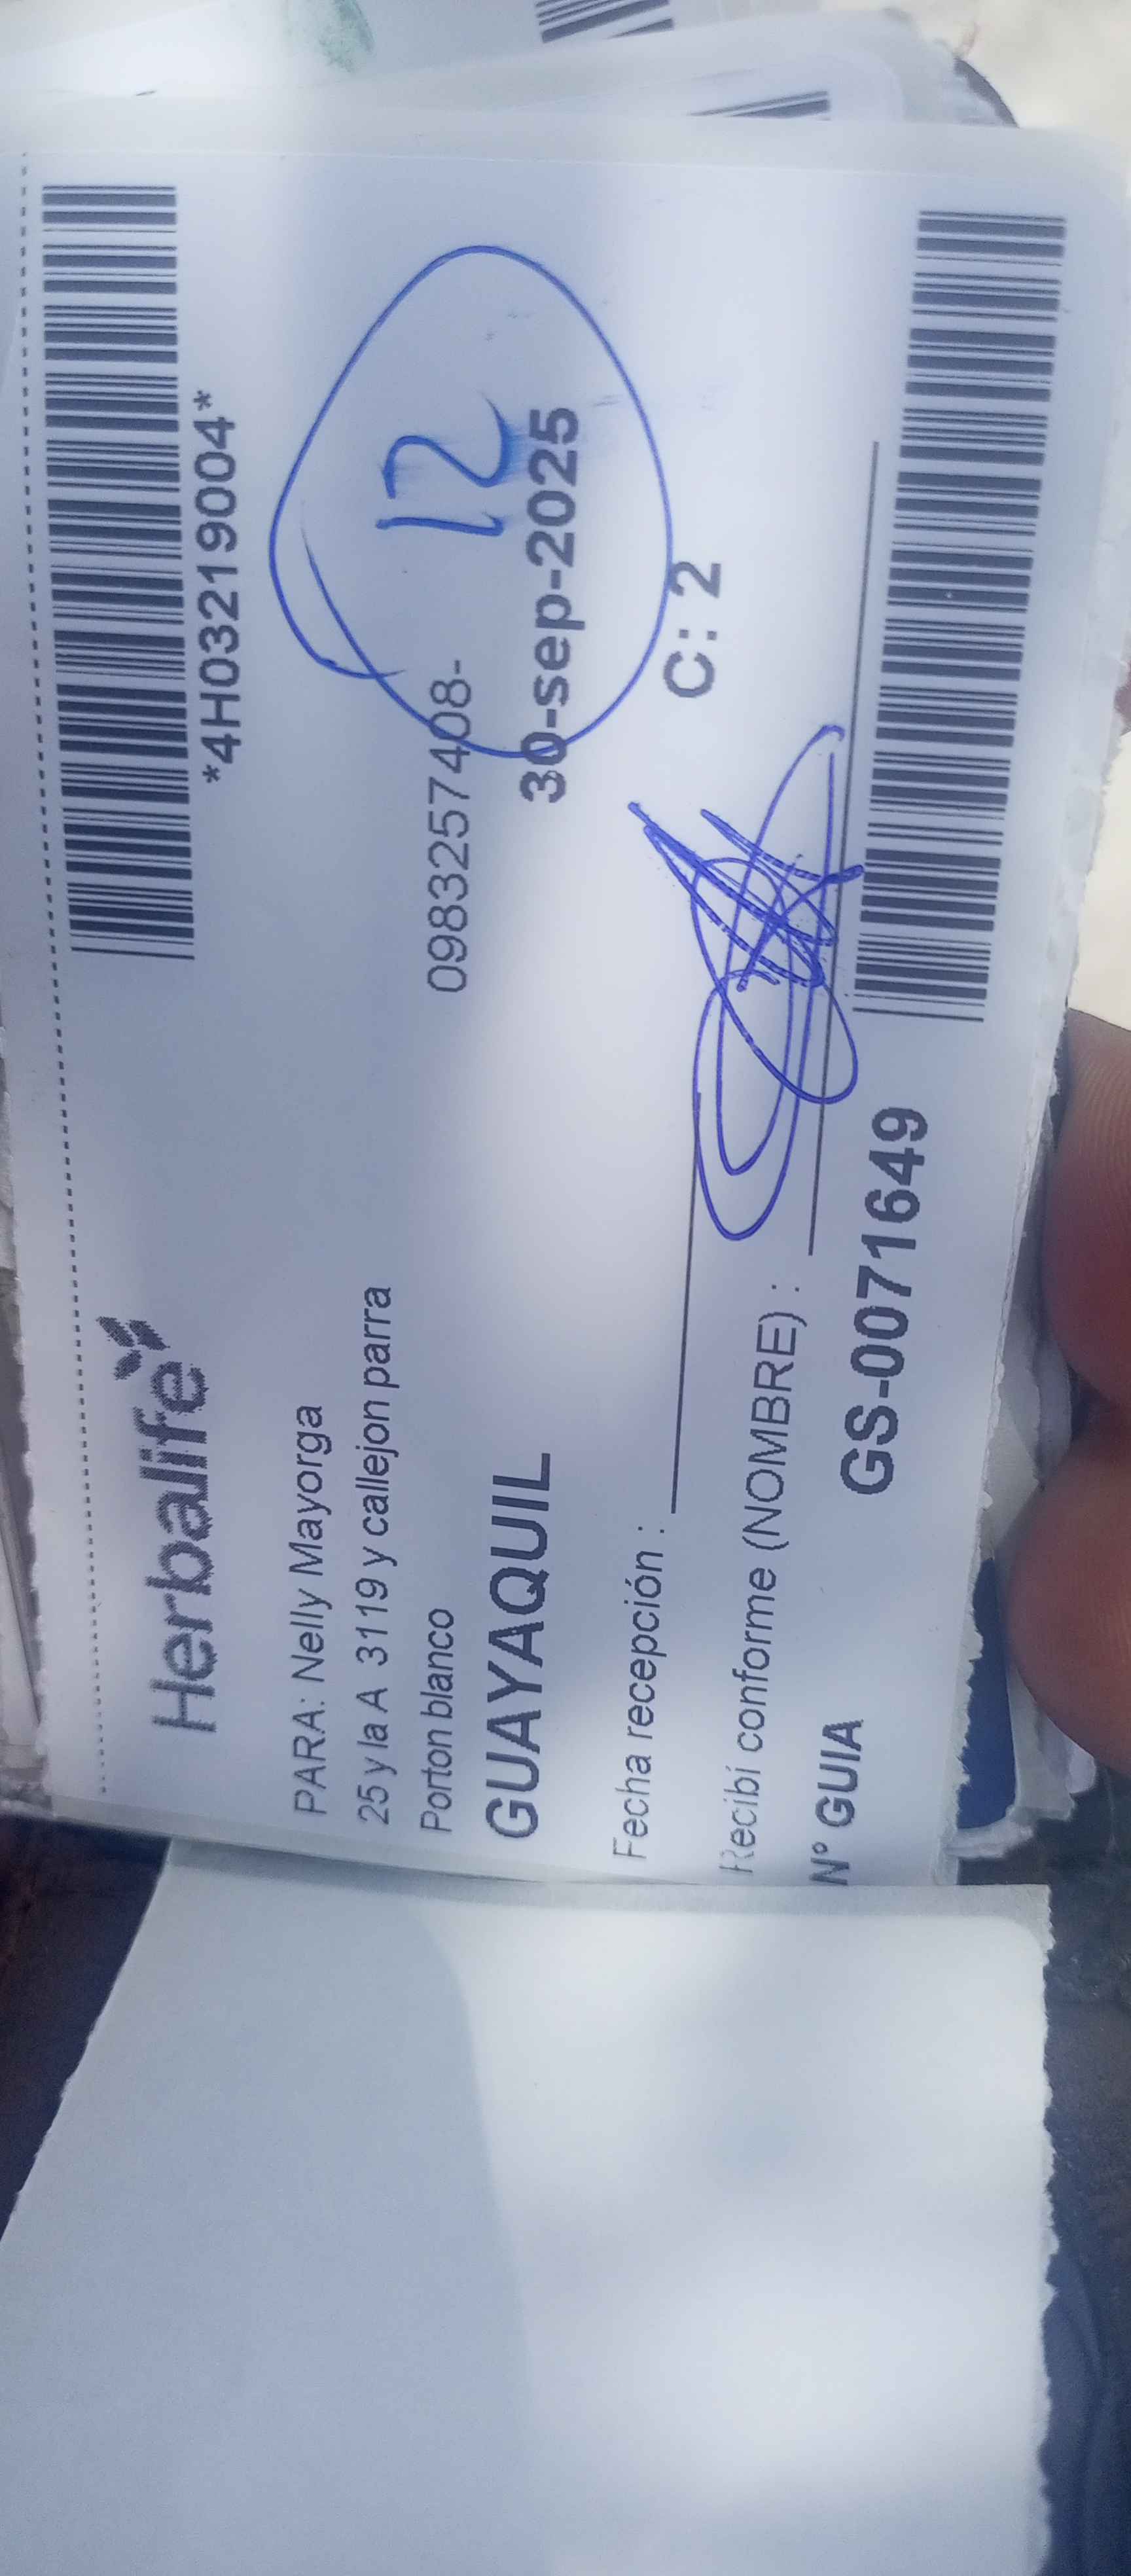 *4H03219004*
Herbalife
PARA: Nelly Mayorga
25 y la A 3119 y callejon parra
Porton blanco 0983257408-
12
GUAYAQUIL 30-sep-2025
Fecha recepción : C: 2
Recibí conforme (NOMBRE) :
N° GUIA GS-0071649